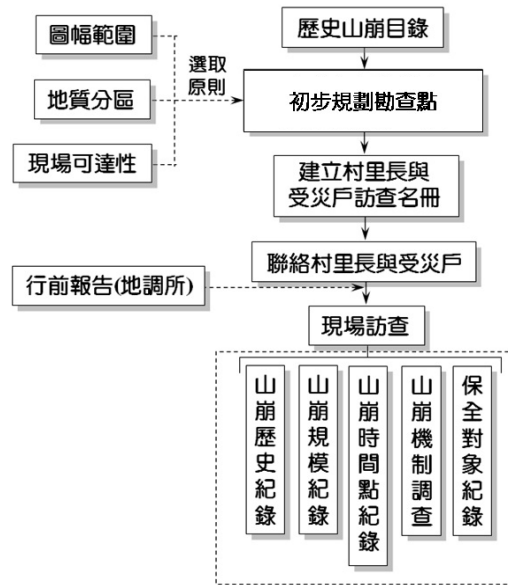 歷史山崩目錄
圖幅範圍
地質分區
現場可達性
選取
原則
初步規劃勘查點
建立村里長與
受災戶訪查名冊
聯絡村里長與受災戶
行前報告(地調所)
現場訪查
山崩歷史紀錄
山崩規模紀錄
山崩時間點紀錄
山崩機制調查
保全對象紀錄